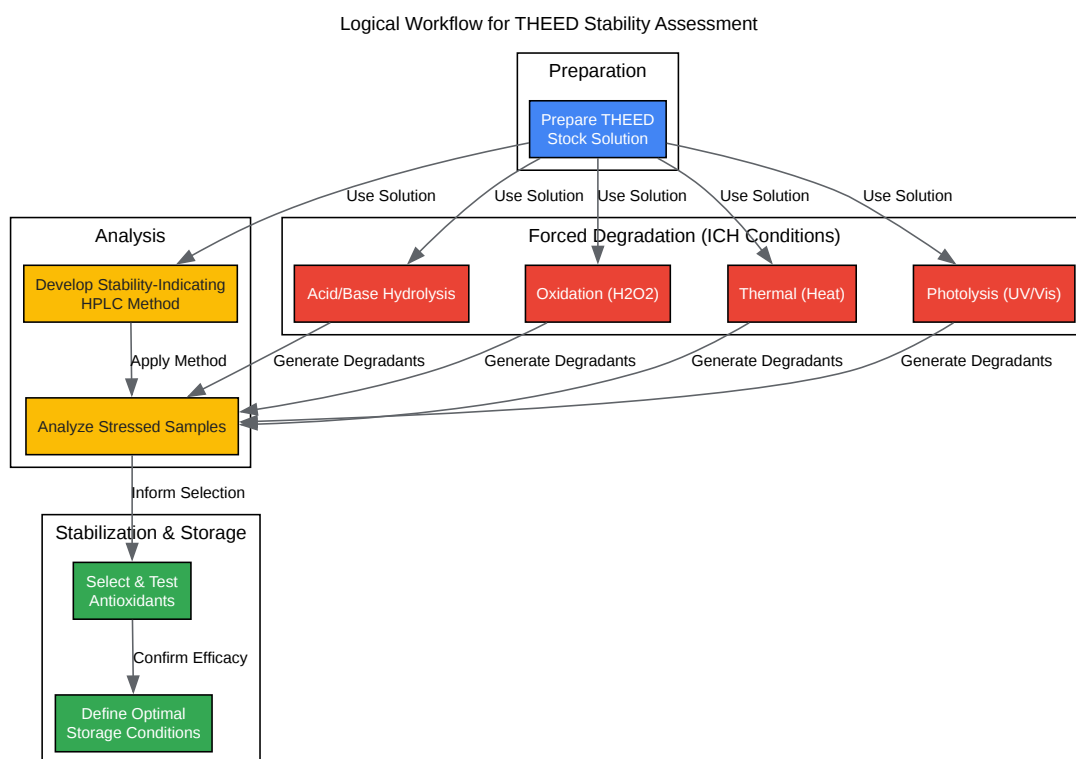 Logical Workflow for THEED Stability Assessment
Preparation
Prepare THEED
Stock Solution
Use Solution
Use Solution
Use Solution
Use Solution
Use Solution
Analysis
Forced Degradation (ICH Conditions)
Develop Stability-Indicating
HPLC Method
Acid/Base Hydrolysis
Oxidation (H2O2)
Thermal (Heat)
Photolysis (UV/Vis)
Apply Method
Generate Degradants
Generate Degradants
Generate Degradants
Generate Degradants
Analyze Stressed Samples
Inform Selection
Stabilization & Storage
Select & Test
Antioxidants
Confirm Efficacy
Define Optimal
Storage Conditions